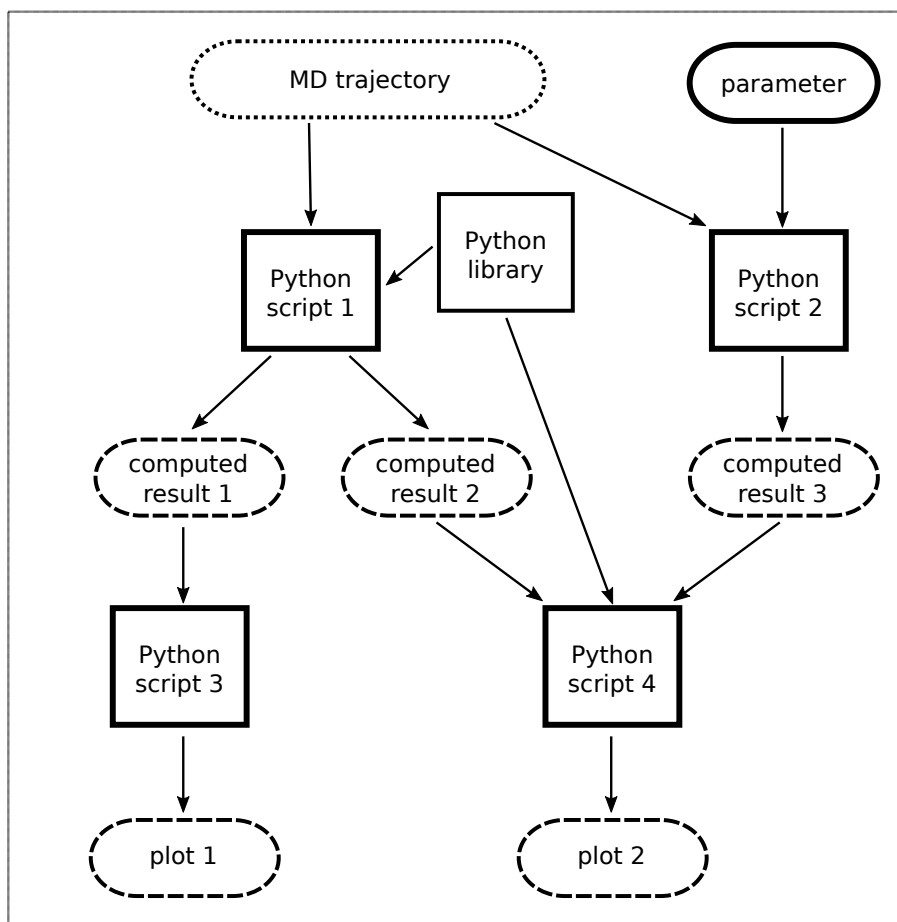 MD trajectory
parameter
Python
script 1
Python
library
Python
script 2
computed
result 1
computed
result 2
computed
result 3
Python
script 3
Python
script 4
plot 1
plot 2